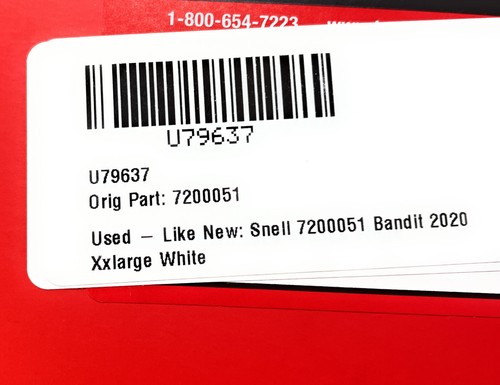 1-800-654-7223
U79637
U79637
Orig Part: 7200051
Used – Like New: Snell 7200051 Bandit 2020
Xxlarge White